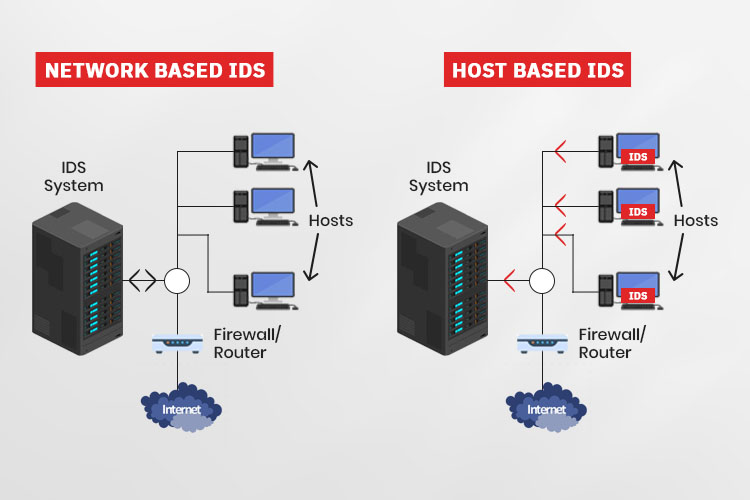 NETWORK BASED IDS
IDS
System
Hosts
Firewall/
Router
Internet
HOST BASED IDS
IDS
System
IDS
IDS
IDS
Hosts
Firewall/
Router
Internet